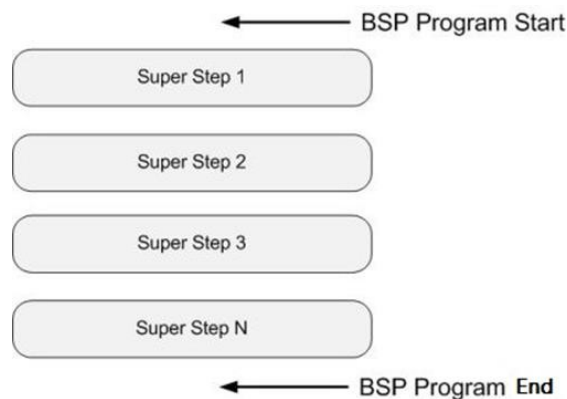 BSP Program Start
Super Step 1
Super Step 2
Super Step 3
Super Step N
BSP Program End